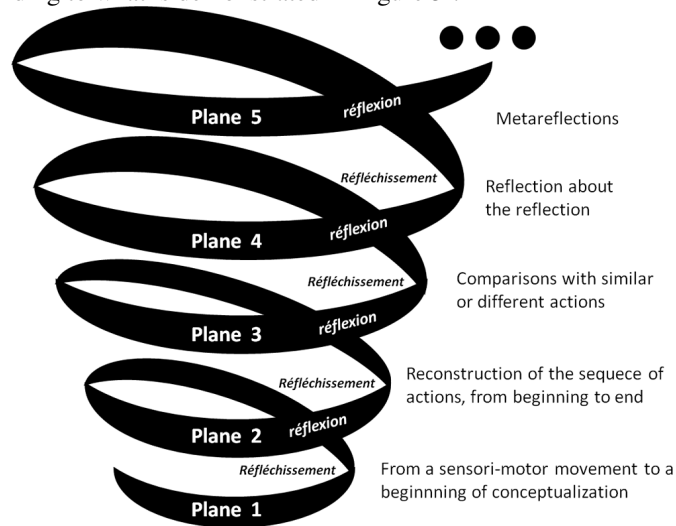 réflexion
Plane 5
Metareflections
Réfléchissement
Reflection about
the reflection
réflexion
Plane 4
Réfléchissement
Comparisons with similar
or different actions
réflexion
Plane 3
Réfléchissement
Reconstruction of the sequece of
actions, from beginning to end
réflexion
Plane 2
Réfléchissement
From a sensori-motor movement to a
beginnning of conceptualization
Plane 1